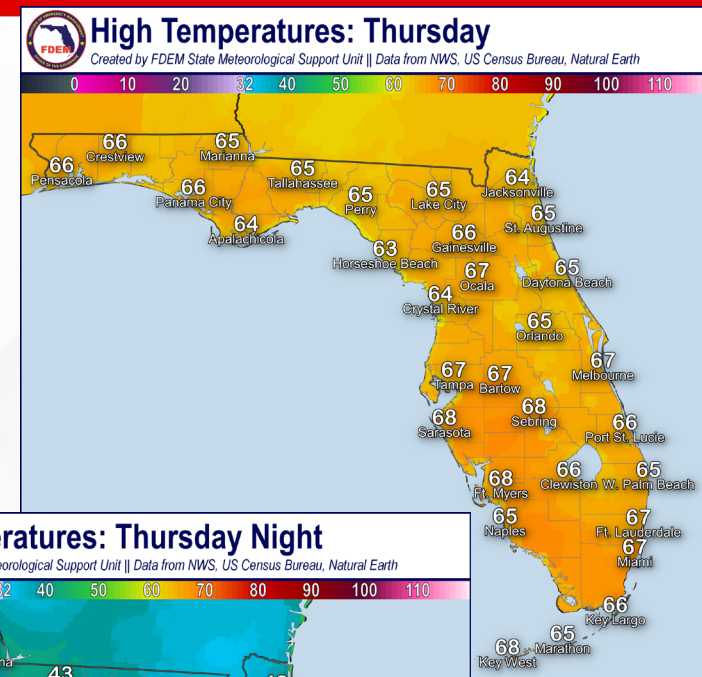 FDEM
High Temperatures: Thursday
Created by FDEM State Meteorological Support Unit || Data from NWS, US Census Bureau, Natural Earth
0 10 20 32 40 50 60 70 80 90 100 110
66
Crestview
65
Marianna
66
Pensacola
66
Panama City
65
Tallahassee
64
Apalachicola
65
Perry
65
Lake City
64
Jacksonville
65
St. Augustine
66
Gainesville
63
Horseshoe Beach
67
Ocala
65
Daytona Beach
64
Crystal River
65
Orlando
67
Melbourne
67
Tampa
67
Bartow
68
Sarasota
68
Sebring
66
Port St. Lucie
68
Ft. Myers
66
Clewiston
65
W. Palm Beach
65
Naples
67
Ft. Lauderdale
67
Miami
66
Key Largo
65
Marathon
68
Key West
eratures: Thursday Night
eorological Support Unit || Data from NWS, US Census Bureau, Natural Earth
32 40 50 60 70 80 90 100 110
na
43